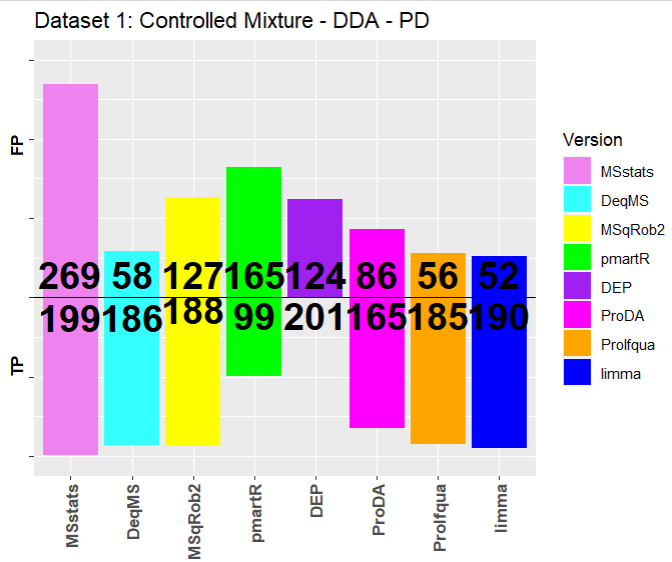 Dataset 1: Controlled Mixture - DDA - PD
FP
TP
269 58 127 165 124 86 56 52
199 186 188 99 201 165 185 190
MSstats
DeqMS
MSqRob2
pmartR
DEP
ProDA
Prolfqua
limma
Version
MSstats
DeqMS
MSqRob2
pmartR
DEP
ProDA
Prolfqua
limma